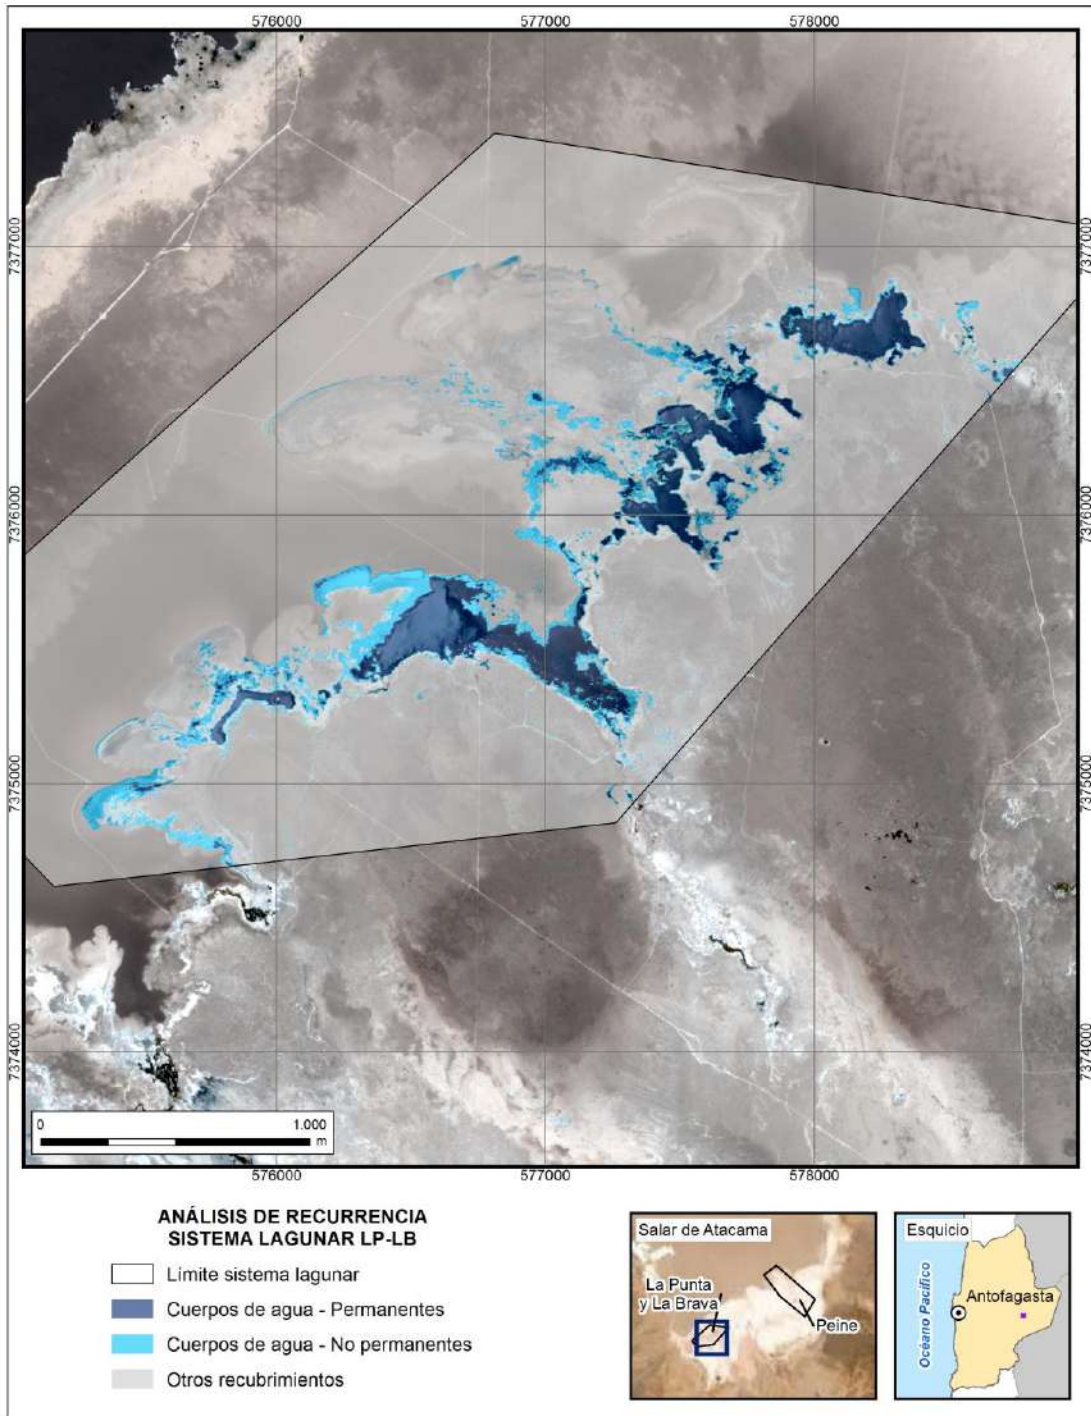 576000
577000
578000
7377000
7377000
7376000
7376000
7375000
7375000
7374000
7374000
0
1.000
m
576000
577000
578000
ANÁLISIS DE RECURRENCIA
SISTEMA LAGUNAR LP-LB
Límite sistema lagunar
Cuerpos de agua - Permanentes
Cuerpos de agua - No permanentes
Otros recubrimientos
Salar de Atacama
La Punta
y La Brava
Peine
Esquicio
Océano Pacífico
Antofagasta